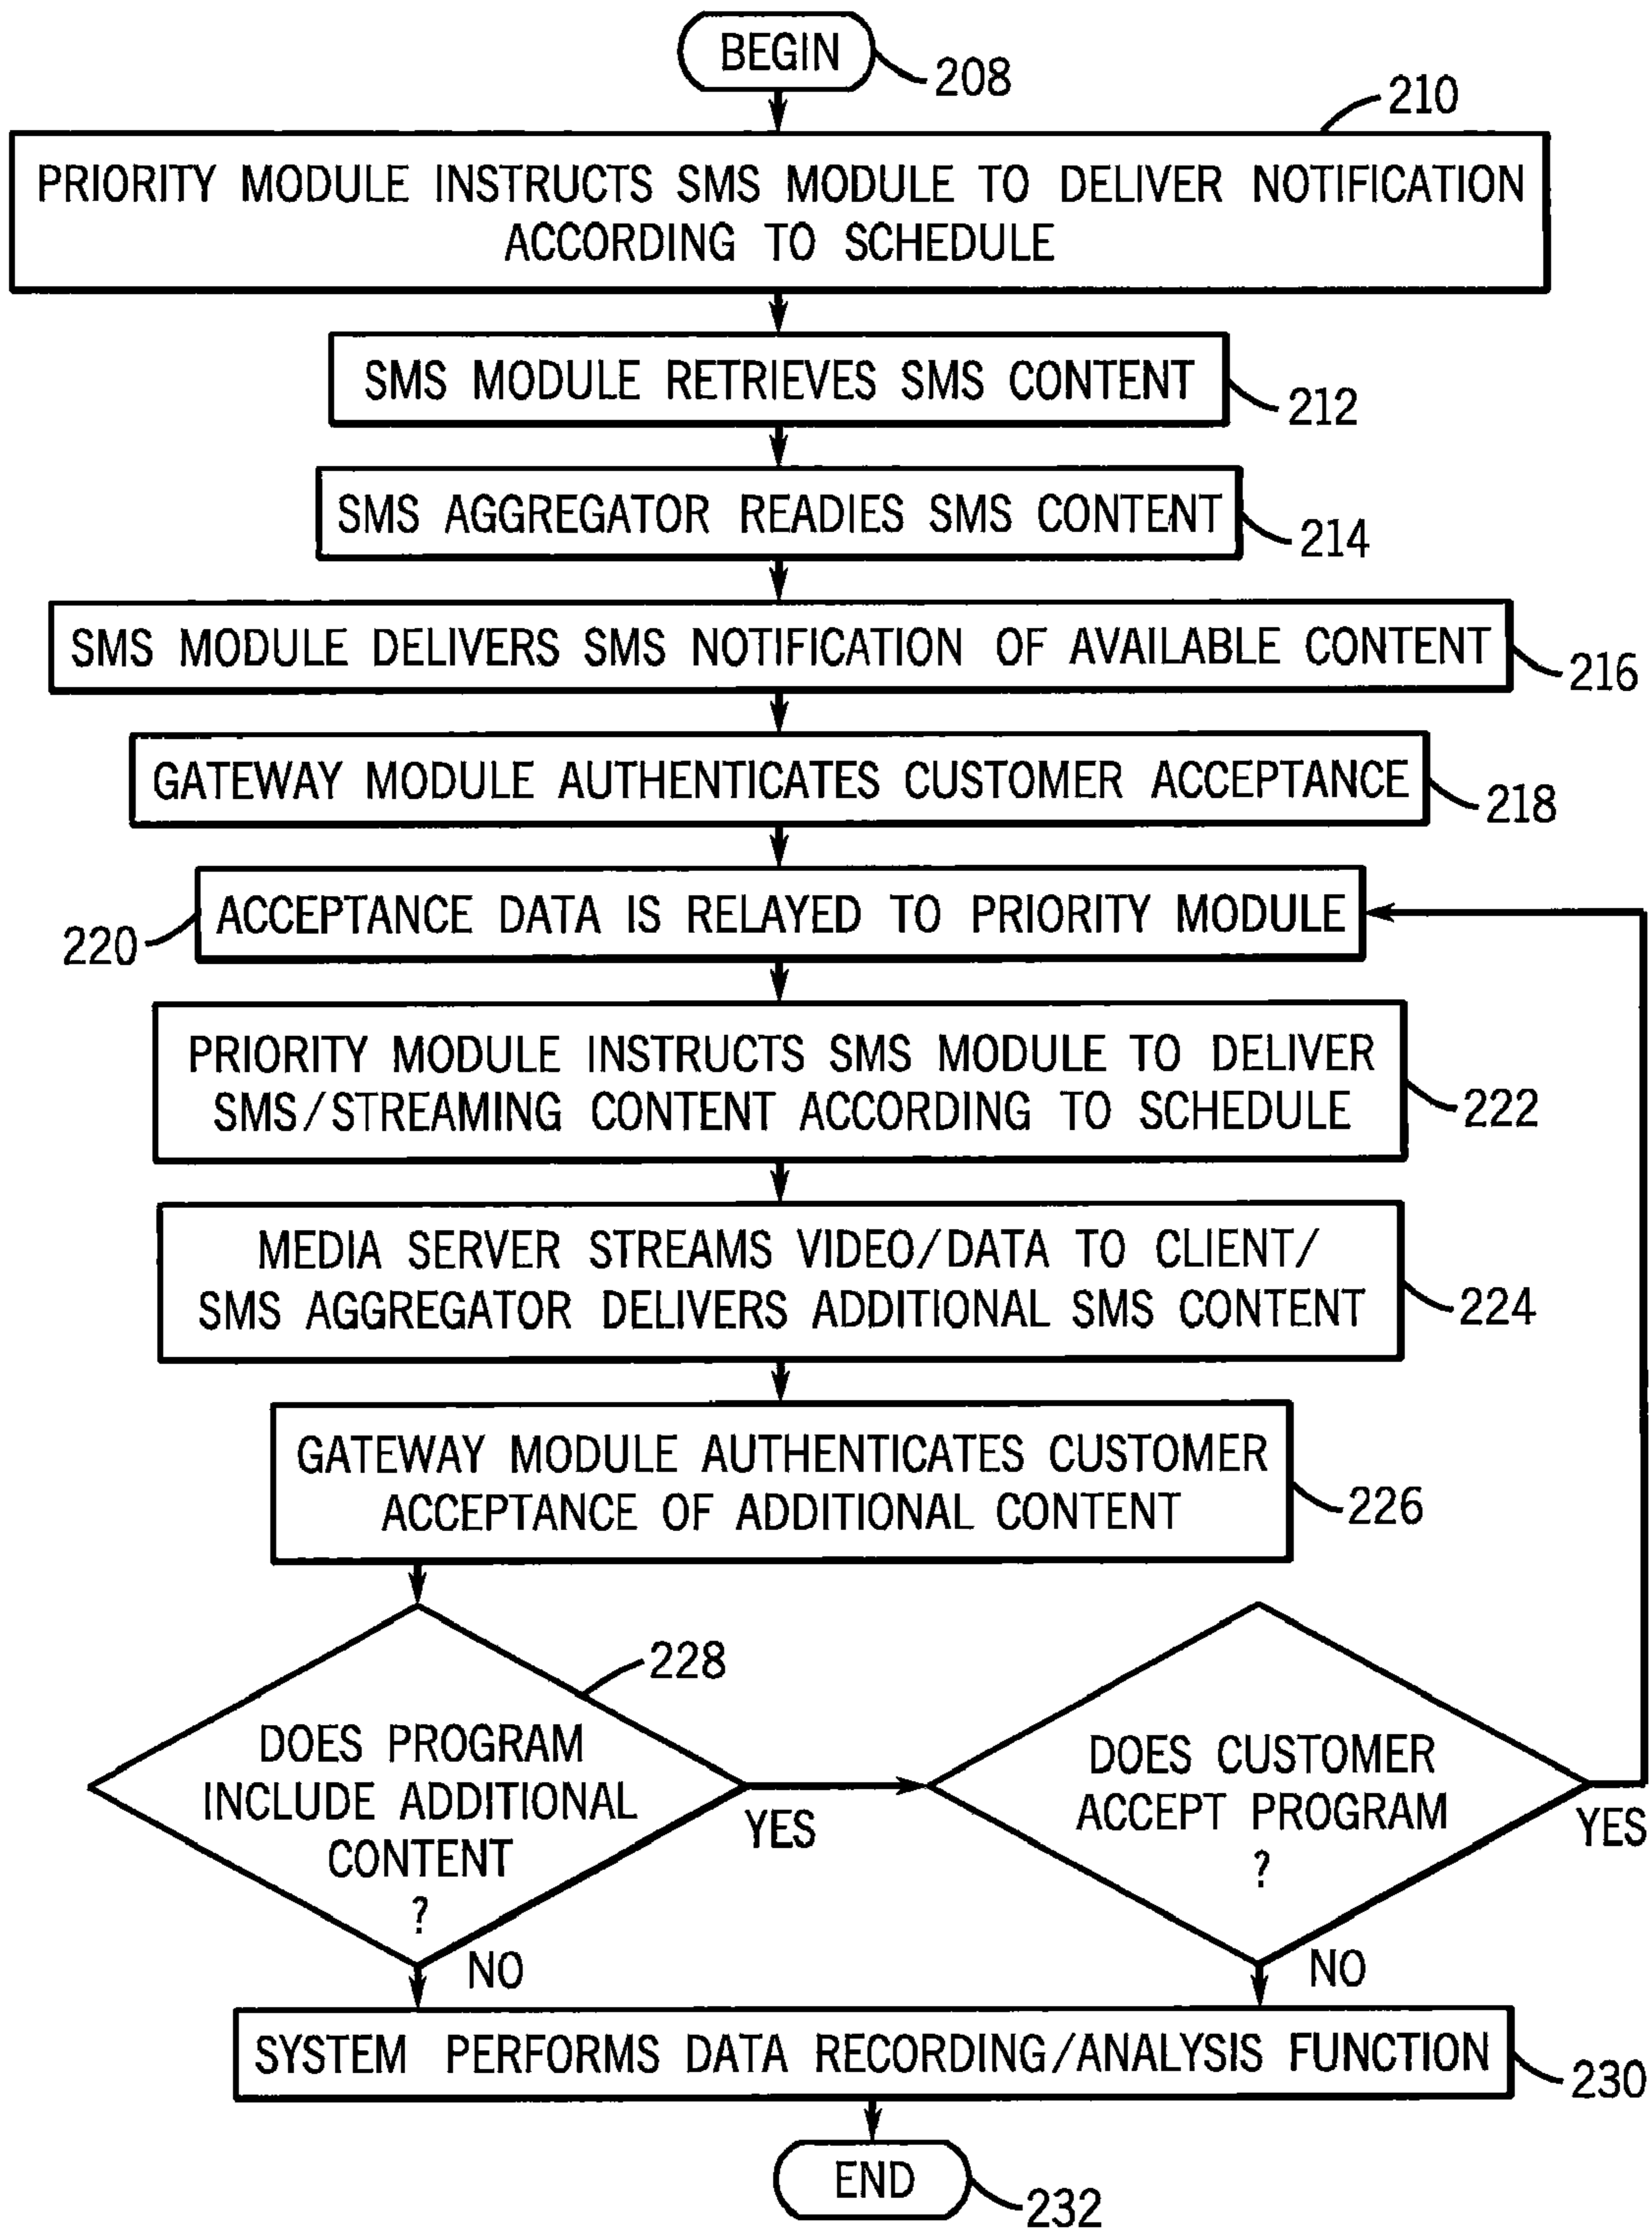 BEGIN
208
210
PRIORITY MODULE INSTRUCTS SMS MODULE TO DELIVER NOTIFICATION
ACCORDING TO SCHEDULE
SMS MODULE RETRIEVES SMS CONTENT
212
SMS AGGREGATOR READIES SMS CONTENT
214
SMS MODULE DELIVERS SMS NOTIFICATION OF AVAILABLE CONTENT
216
GATEWAY MODULE AUTHENTICATES CUSTOMER ACCEPTANCE
218
ACCEPTANCE DATA IS RELAYED TO PRIORITY MODULE
220
PRIORITY MODULE INSTRUCTS SMS MODULE TO DELIVER
SMS/STREAMING CONTENT ACCORDING TO SCHEDULE
222
MEDIA SERVER STREAMS VIDEO/DATA TO CLIENT/
SMS AGGREGATOR DELIVERS ADDITIONAL SMS CONTENT
224
GATEWAY MODULE AUTHENTICATES CUSTOMER
ACCEPTANCE OF ADDITIONAL CONTENT
226
228
DOES PROGRAM
INCLUDE ADDITIONAL
CONTENT
?
YES
NO
DOES CUSTOMER
ACCEPT PROGRAM
?
YES
NO
SYSTEM PERFORMS DATA RECORDING/ANALYSIS FUNCTION
230
END
232